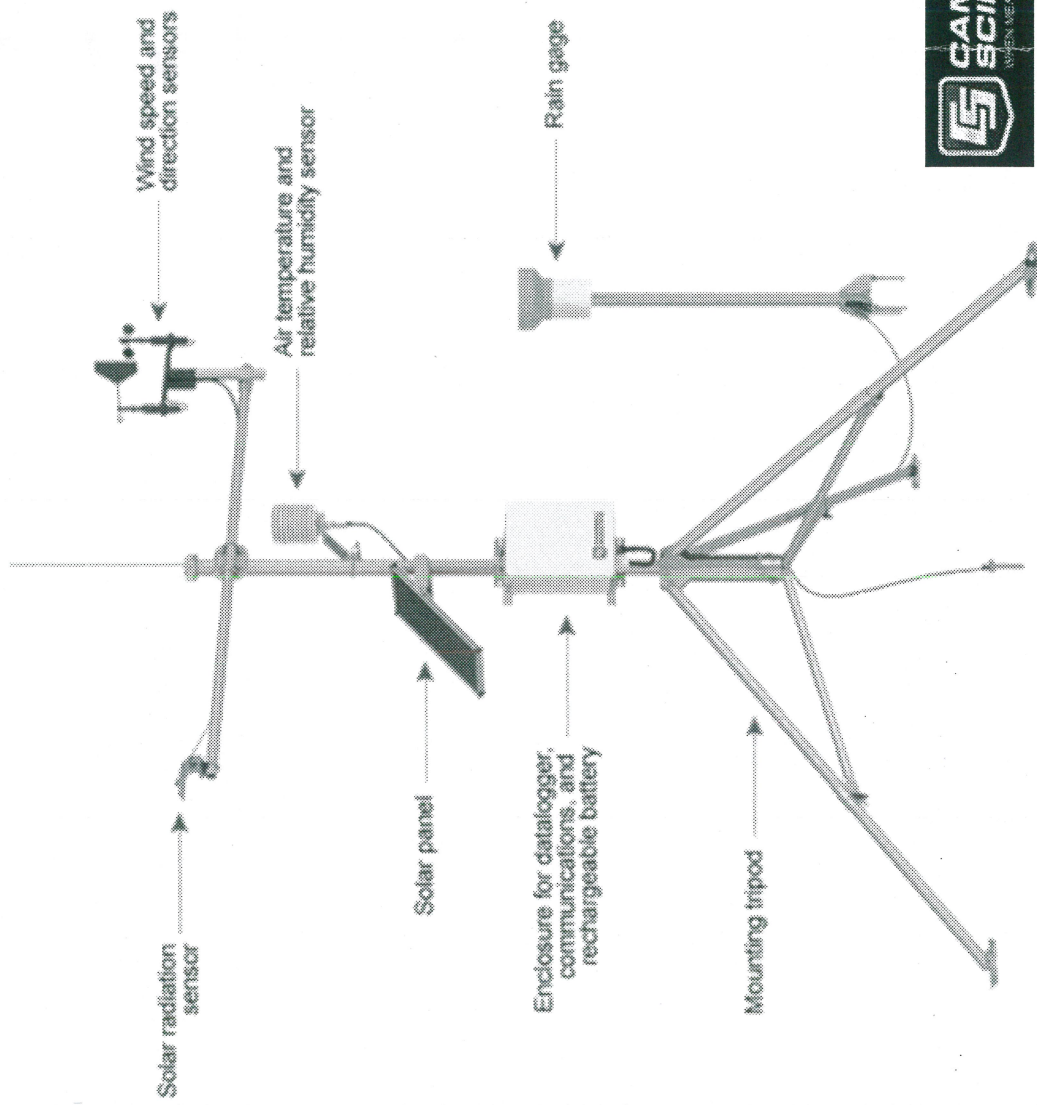 Wind speed and
direction sensors
Air temperature and
relative humidity sensor
Rain gage
Solar radiation
sensor
Solar panel
Enclosure for datalogger,
communications, and
rechargeable battery
Mounting tripod